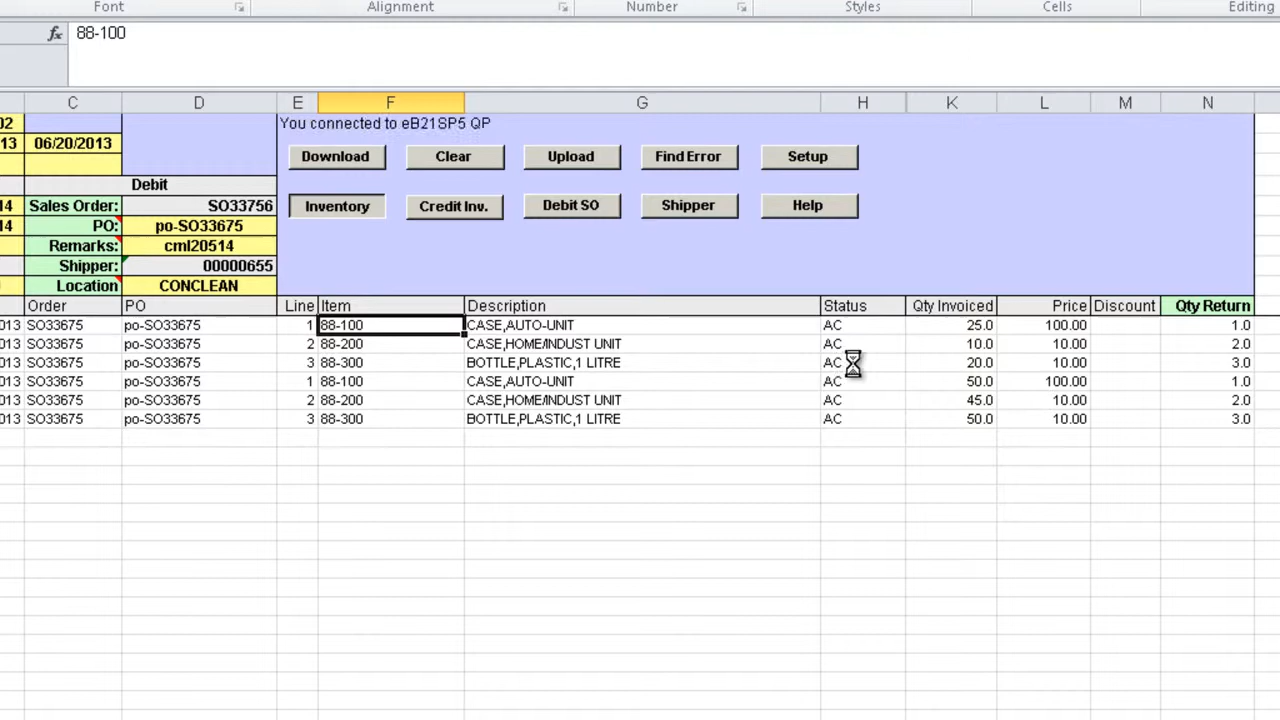 Font Alignment Number Styles Cells Editing
fx 88-100
C D E F G H K L M N
02 You connected to eB21SP5 QP
13 06/20/2013 Download Clear Upload Find Error Setup
Debit
14 Sales Order: SO33756 Inventory Credit Inv. Debit SO Shipper Help
14 PO: po-SO33675
Remarks: cml20514
Shipper: 00000655
Location CONCLEAN
Order PO Line Item Description Status Qty Invoiced Price Discount Qty Return
013 SO33675 po-SO33675 1 88-100 CASE,AUTO-UNIT AC 25.0 100.00 1.0
013 SO33675 po-SO33675 2 88-200 CASE,HOME/INDUST UNIT AC 10.0 10.00 2.0
013 SO33675 po-SO33675 3 88-300 BOTTLE,PLASTIC,1 LITRE AC 20.0 10.00 3.0
013 SO33675 po-SO33675 1 88-100 CASE,AUTO-UNIT AC 50.0 100.00 1.0
013 SO33675 po-SO33675 2 88-200 CASE,HOME/INDUST UNIT AC 45.0 10.00 2.0
013 SO33675 po-SO33675 3 88-300 BOTTLE,PLASTIC,1 LITRE AC 50.0 10.00 3.0